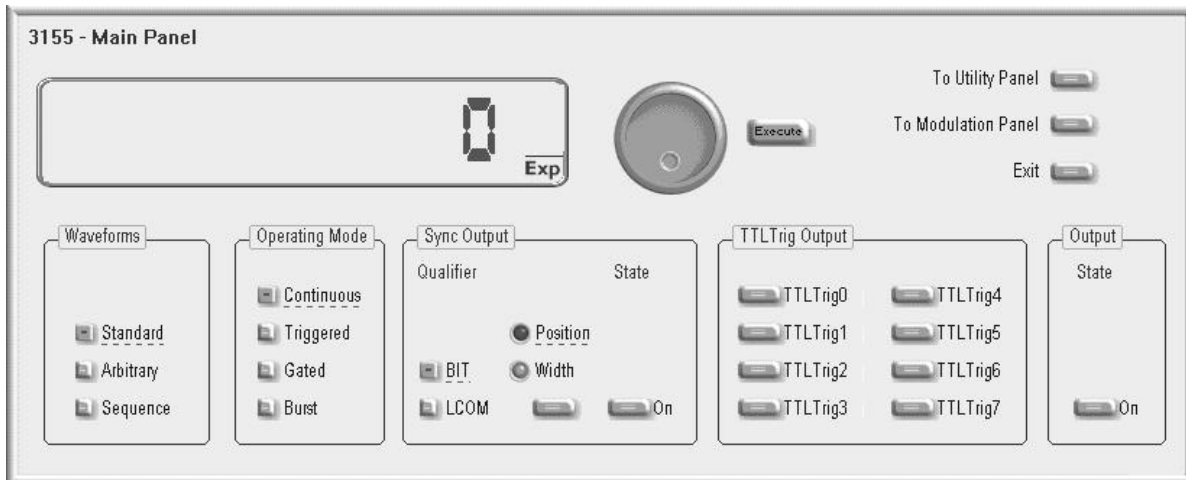 3155 - Main Panel
0
Exp
Execute
To Utility Panel
To Modulation Panel
Exit
Waveforms
Standard
Arbitrary
Sequence
Operating Mode
Continuous
Triggered
Gated
Burst
Sync Output
Qualifier
State
Position
BIT
Width
LCOM
On
TTLTrig Output
TTLTrig0
TTLTrig4
TTLTrig1
TTLTrig5
TTLTrig2
TTLTrig6
TTLTrig3
TTLTrig7
Output
State
On